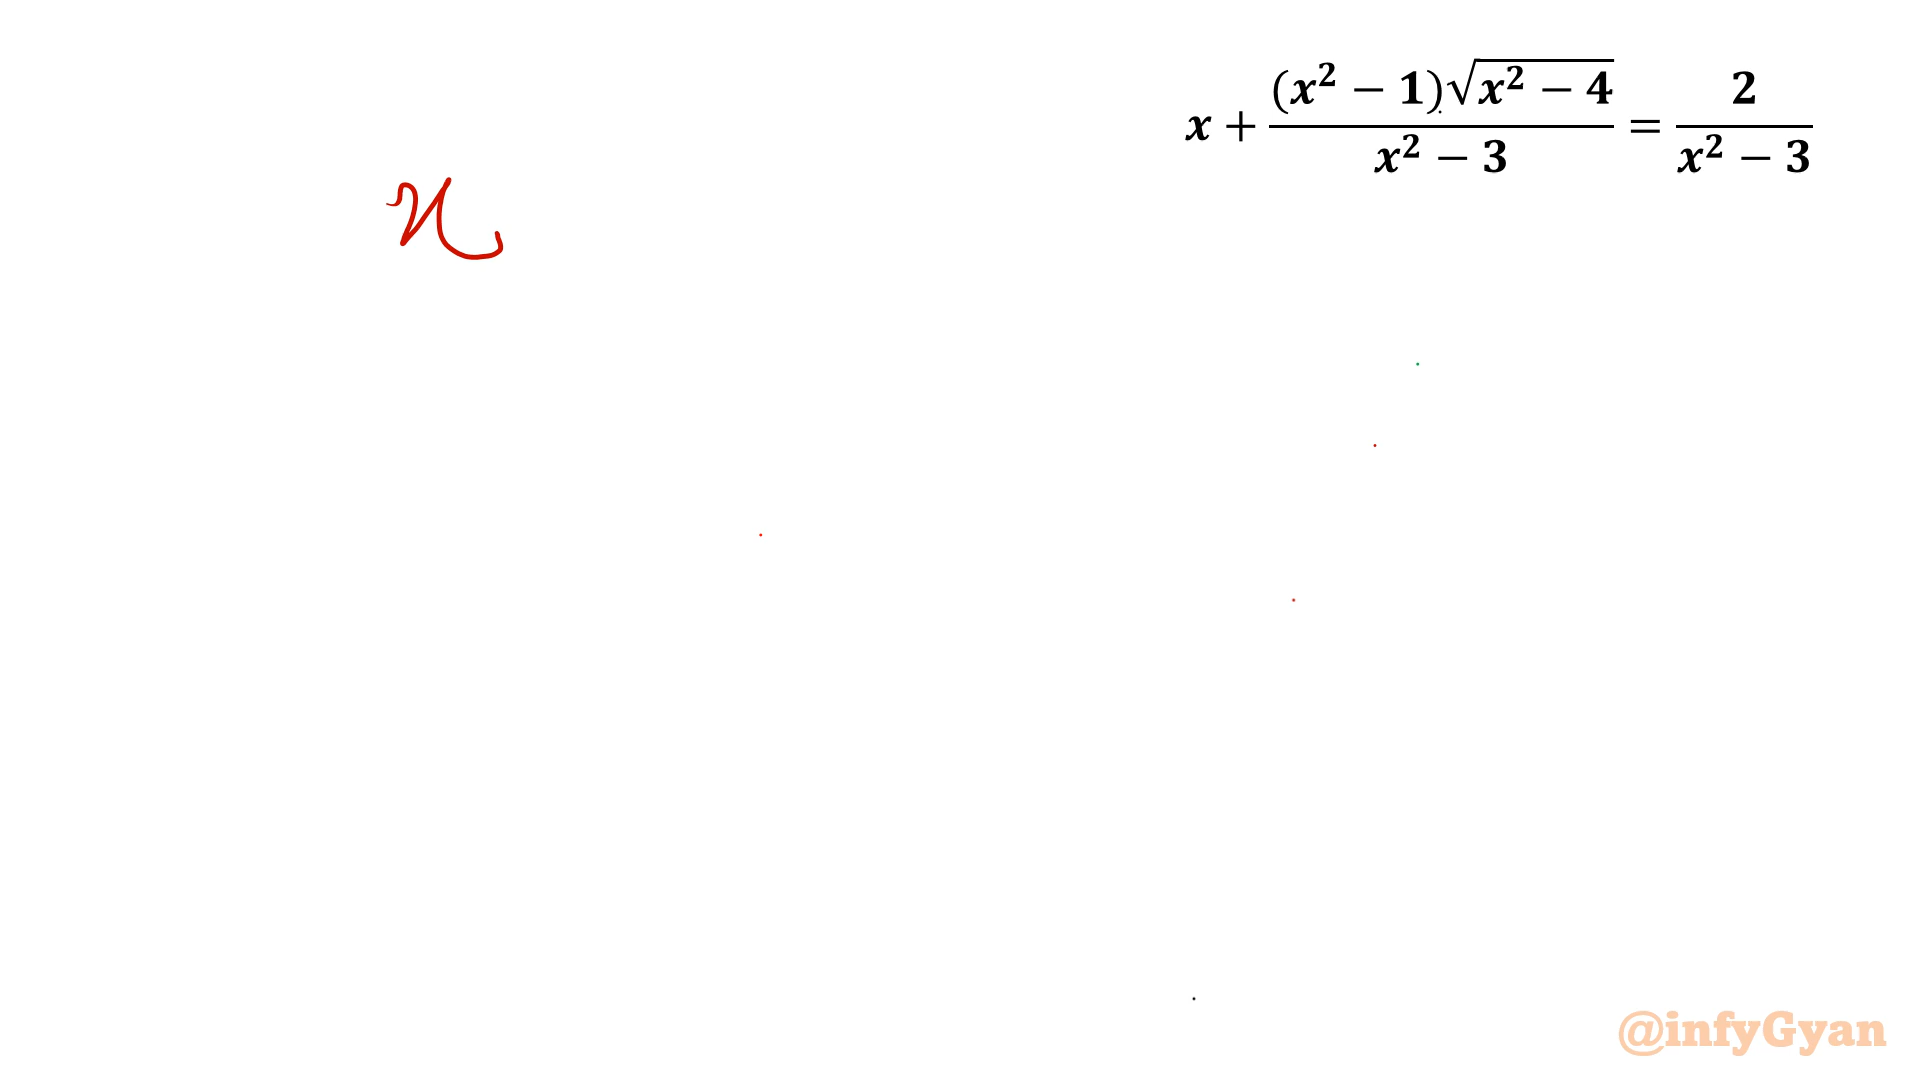 x + \frac{(x^2 - 1)\sqrt{x^2 - 4}}{x^2 - 3} = \frac{2}{x^2 - 3}
x
@infyGyan